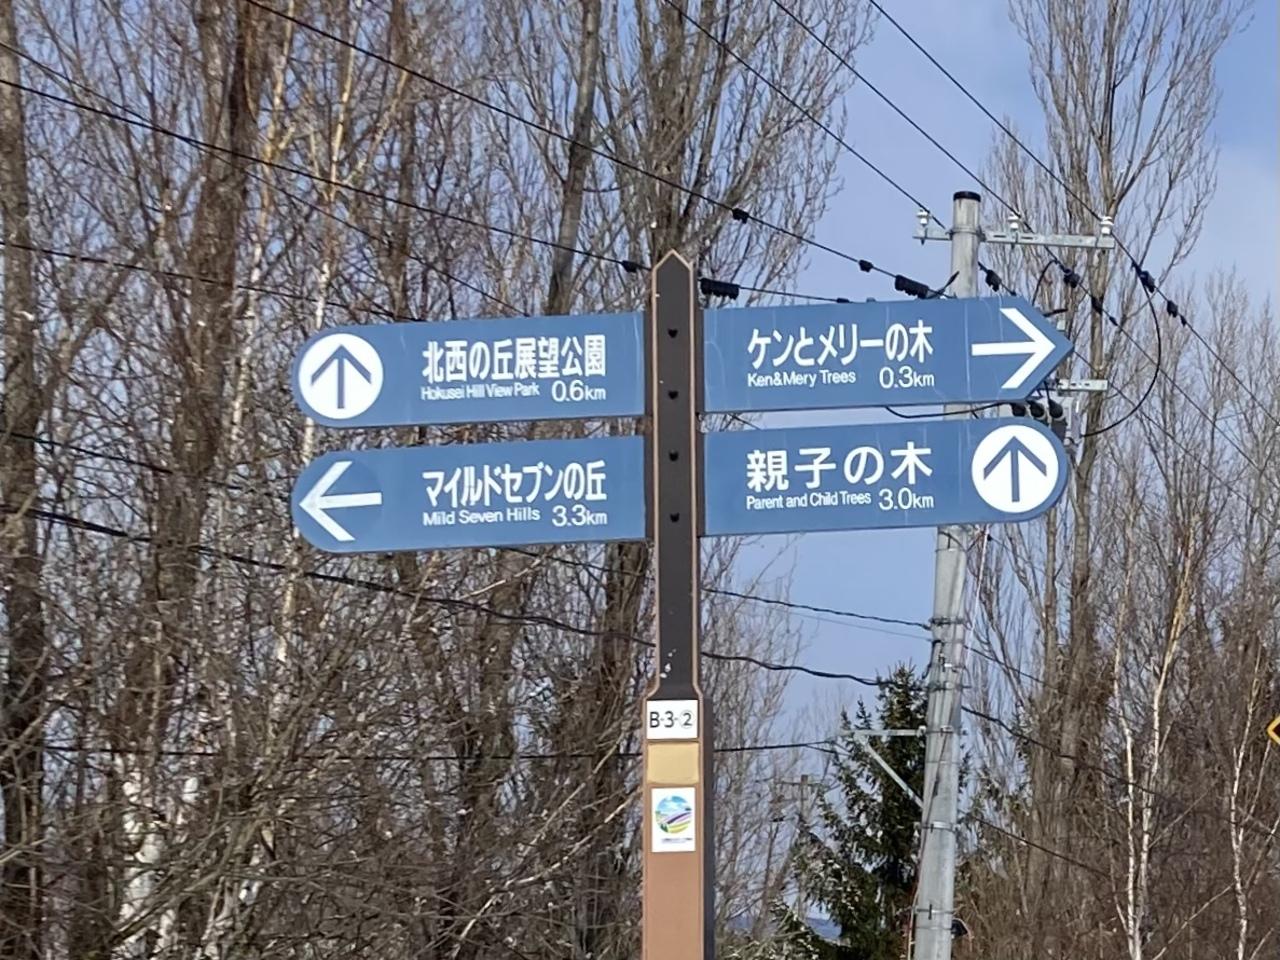 北西の丘展望公園
Hokusei Hill View Park 0.6km
マイルドセブンの丘
Mild Seven Hills 3.3km
ケンとメリーの木
Ken&Mery Trees 0.3km
親子の木
Parent and Child Trees 3.0km
B-3-②